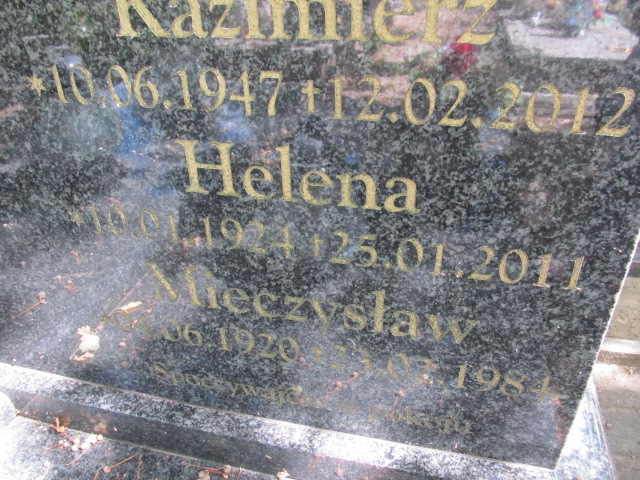 Kazimierz
*10.06.1947 †12.02.2012
Helena
*10.01.1924 †25.01.2011
Mieczysław
.06.1920 † 1984